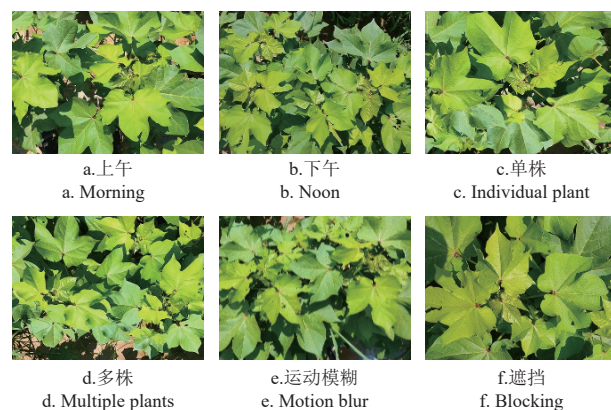 a.上午
a. Morning
b.下午
b. Noon
c.单株
c. Individual plant
d.多株
d. Multiple plants
e.运动模糊
e. Motion blur
f.遮挡
f. Blocking